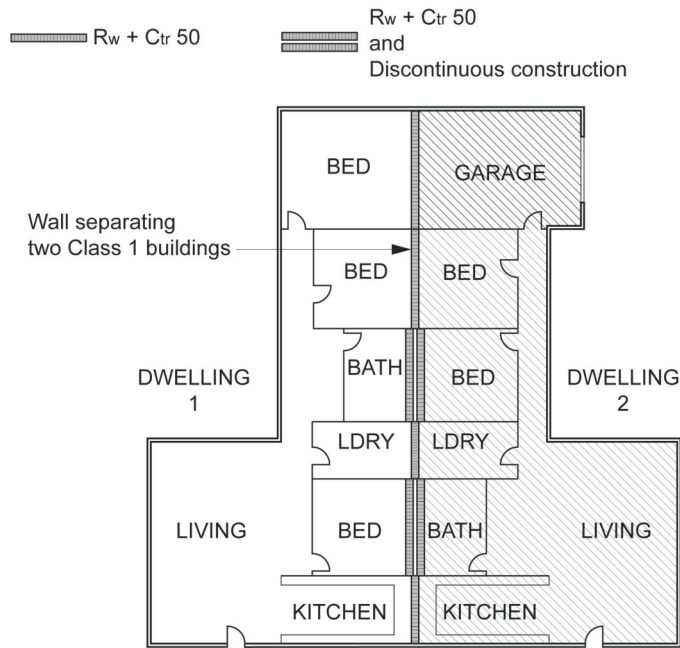 Rw + Ctr 50
Rw + Ctr 50
and
Discontinuous construction
BED
GARAGE
Wall separating
two Class 1 buildings
BED
BED
BATH
BED
DWELLING
1
DWELLING
2
LDRY
LDRY
LIVING
BED
BATH
LIVING
KITCHEN
KITCHEN